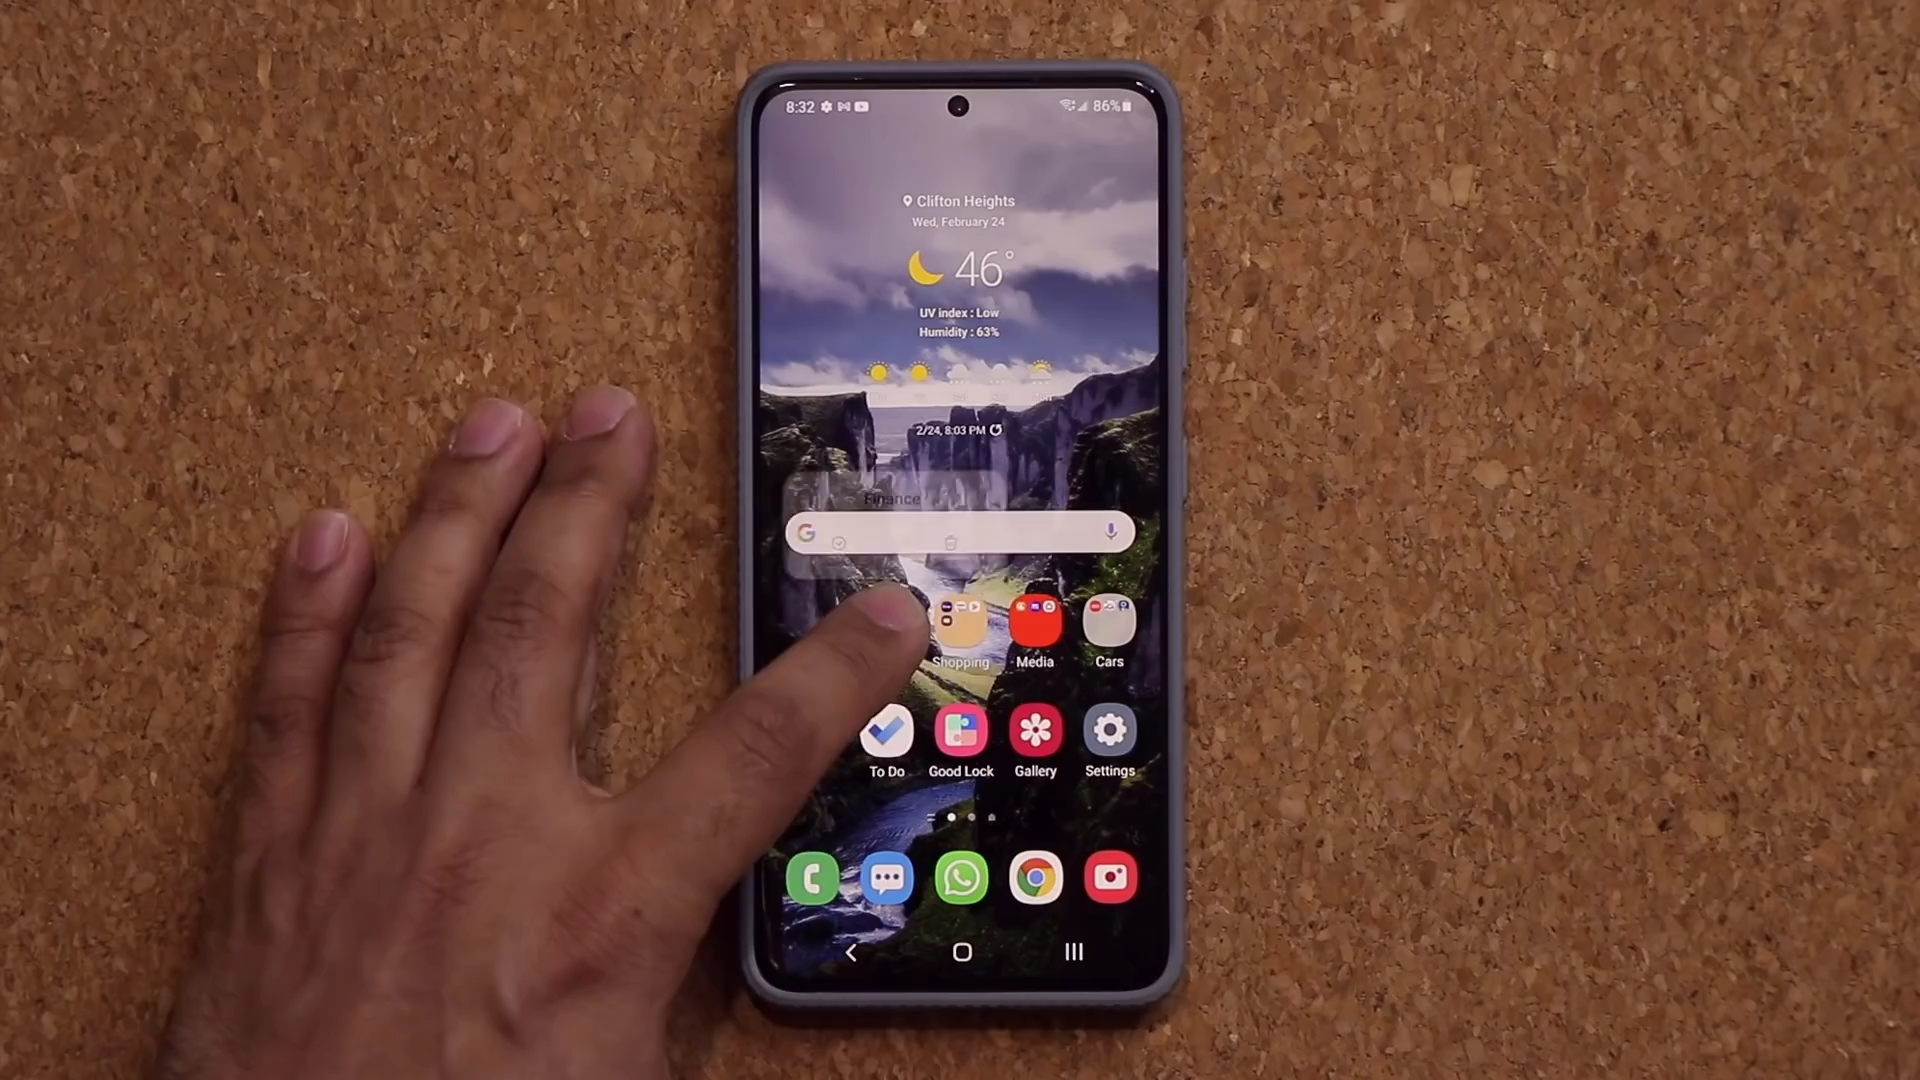 8:32
86%
Clifton Heights
Wed, February 24
46°
UV index : Low
Humidity : 63%
2/24, 8:03 PM
Finance
Shopping
Media
Cars
To Do
Good Lock
Gallery
Settings